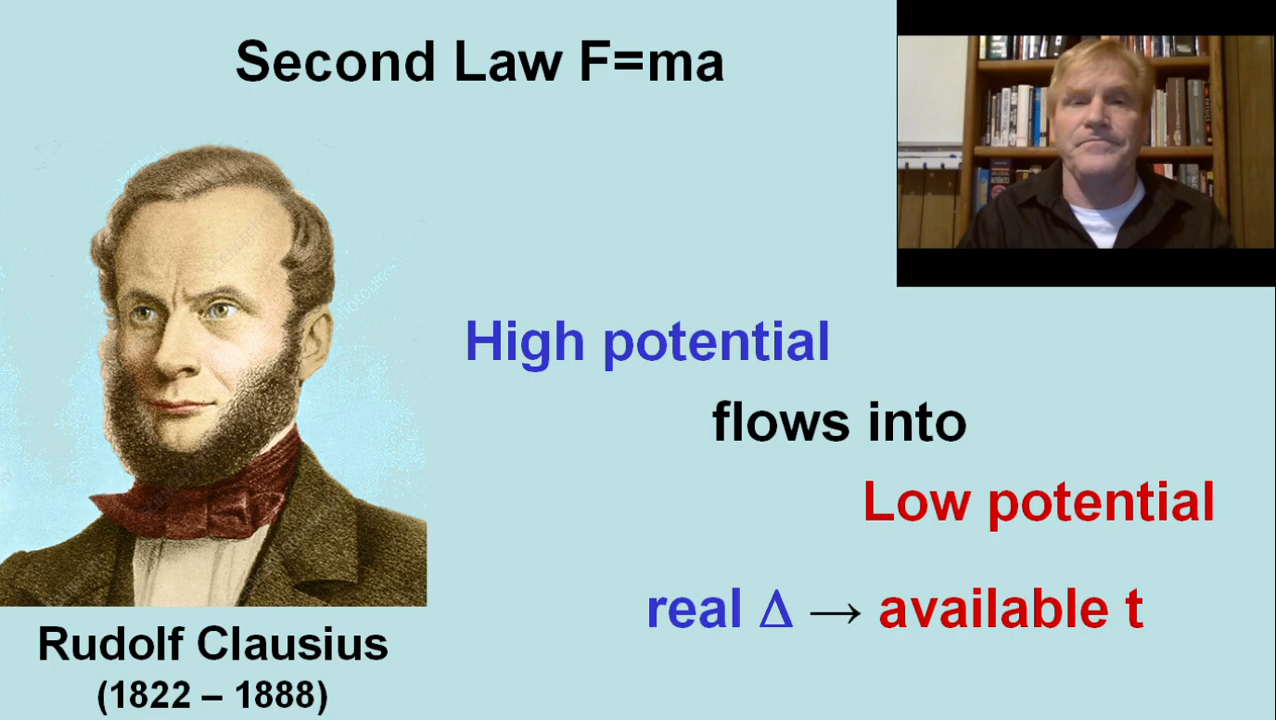 Second Law F=ma
High potential
flows into
Low potential
real Δ → available t
Rudolf Clausius
(1822 – 1888)